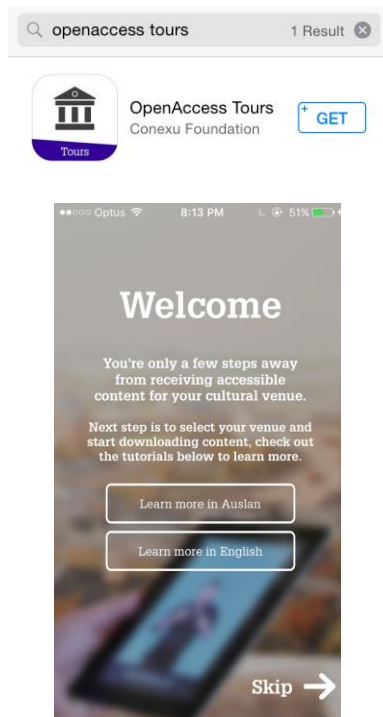 openaccess tours 1 Result
OpenAccess Tours
Conexu Foundation
+ GET
Tours
Optus 8:13 PM 51%
Welcome
You're only a few steps away
from receiving accessible
content for your cultural venue.
Next step is to select your venue and
start downloading content, check out
the tutorials below to learn more.
Learn more in Auslan
Learn more in English
Skip